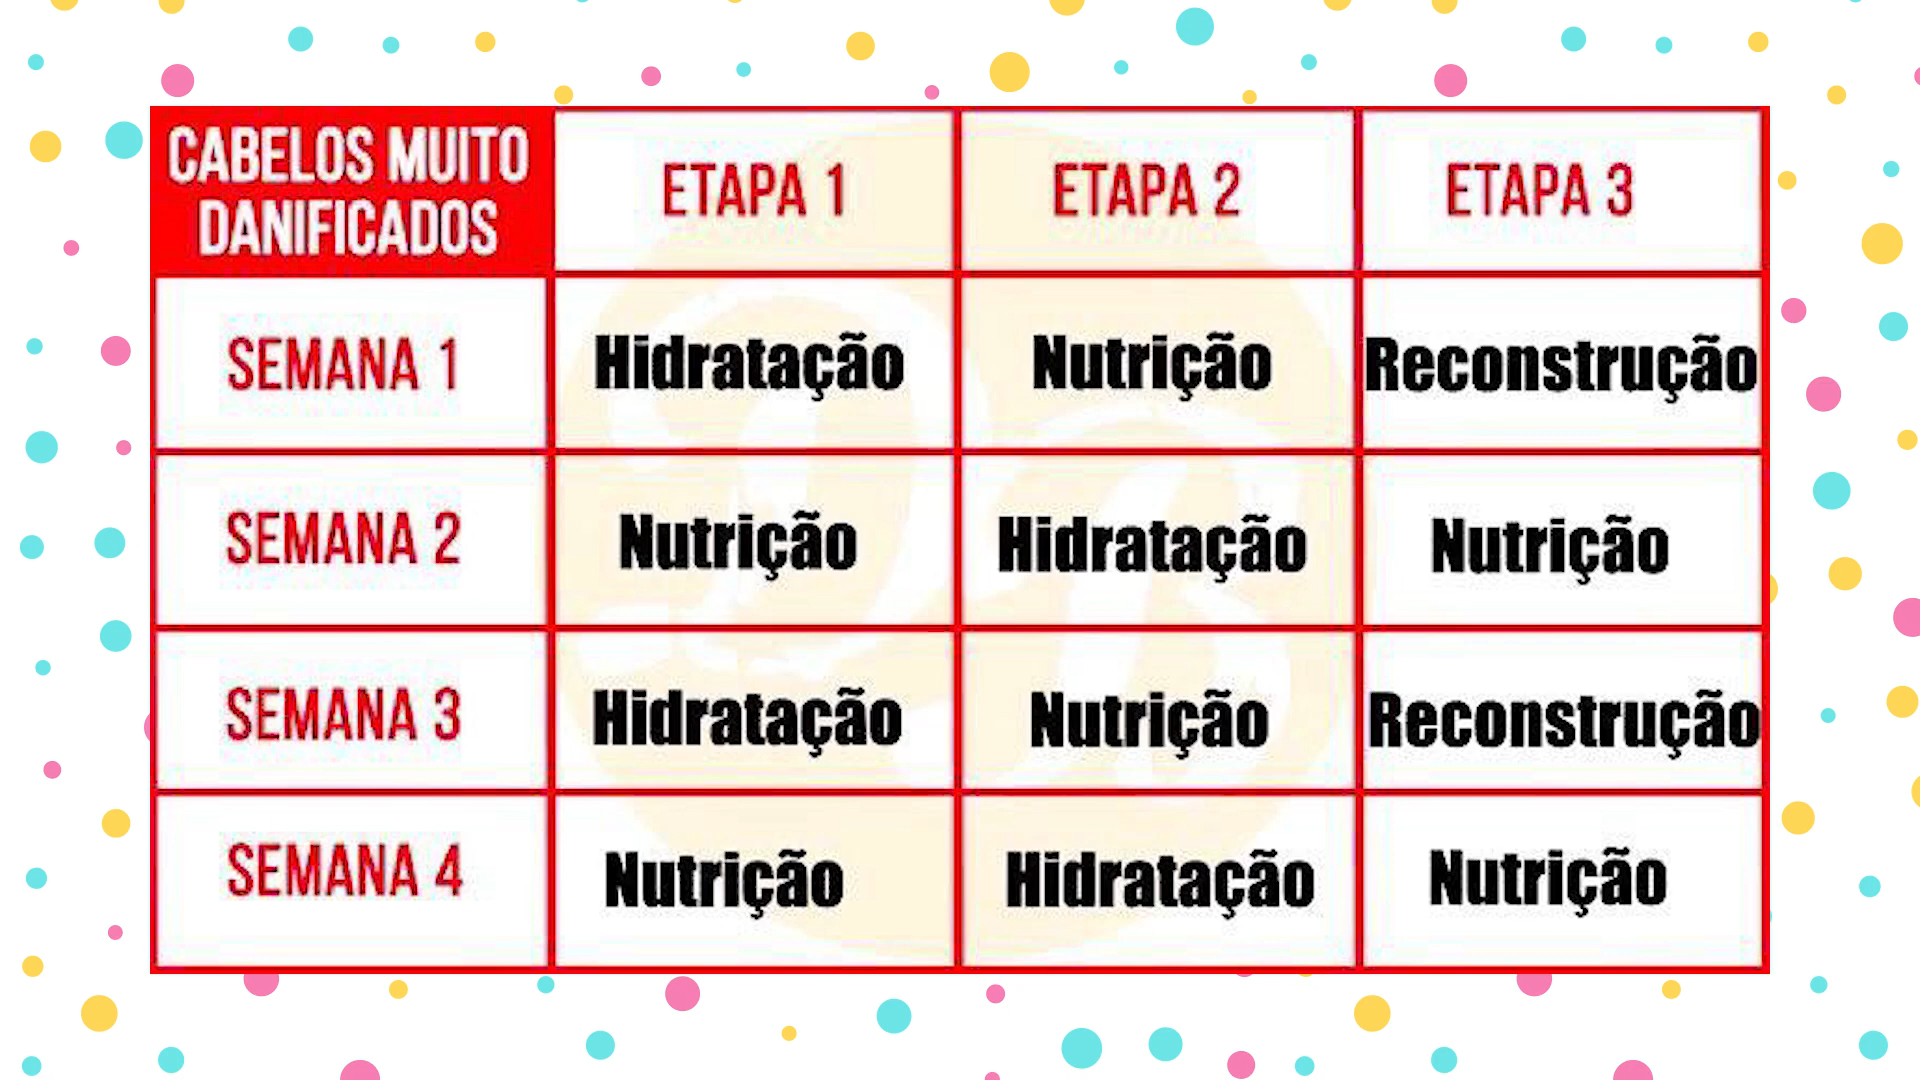 CABELOS MUITO
DANIFICADOS
ETAPA 1
ETAPA 2
ETAPA 3
SEMANA 1
Hidratação
Nutrição
Reconstrução
SEMANA 2
Nutrição
Hidratação
Nutrição
SEMANA 3
Hidratação
Nutrição
Reconstrução
SEMANA 4
Nutrição
Hidratação
Nutrição